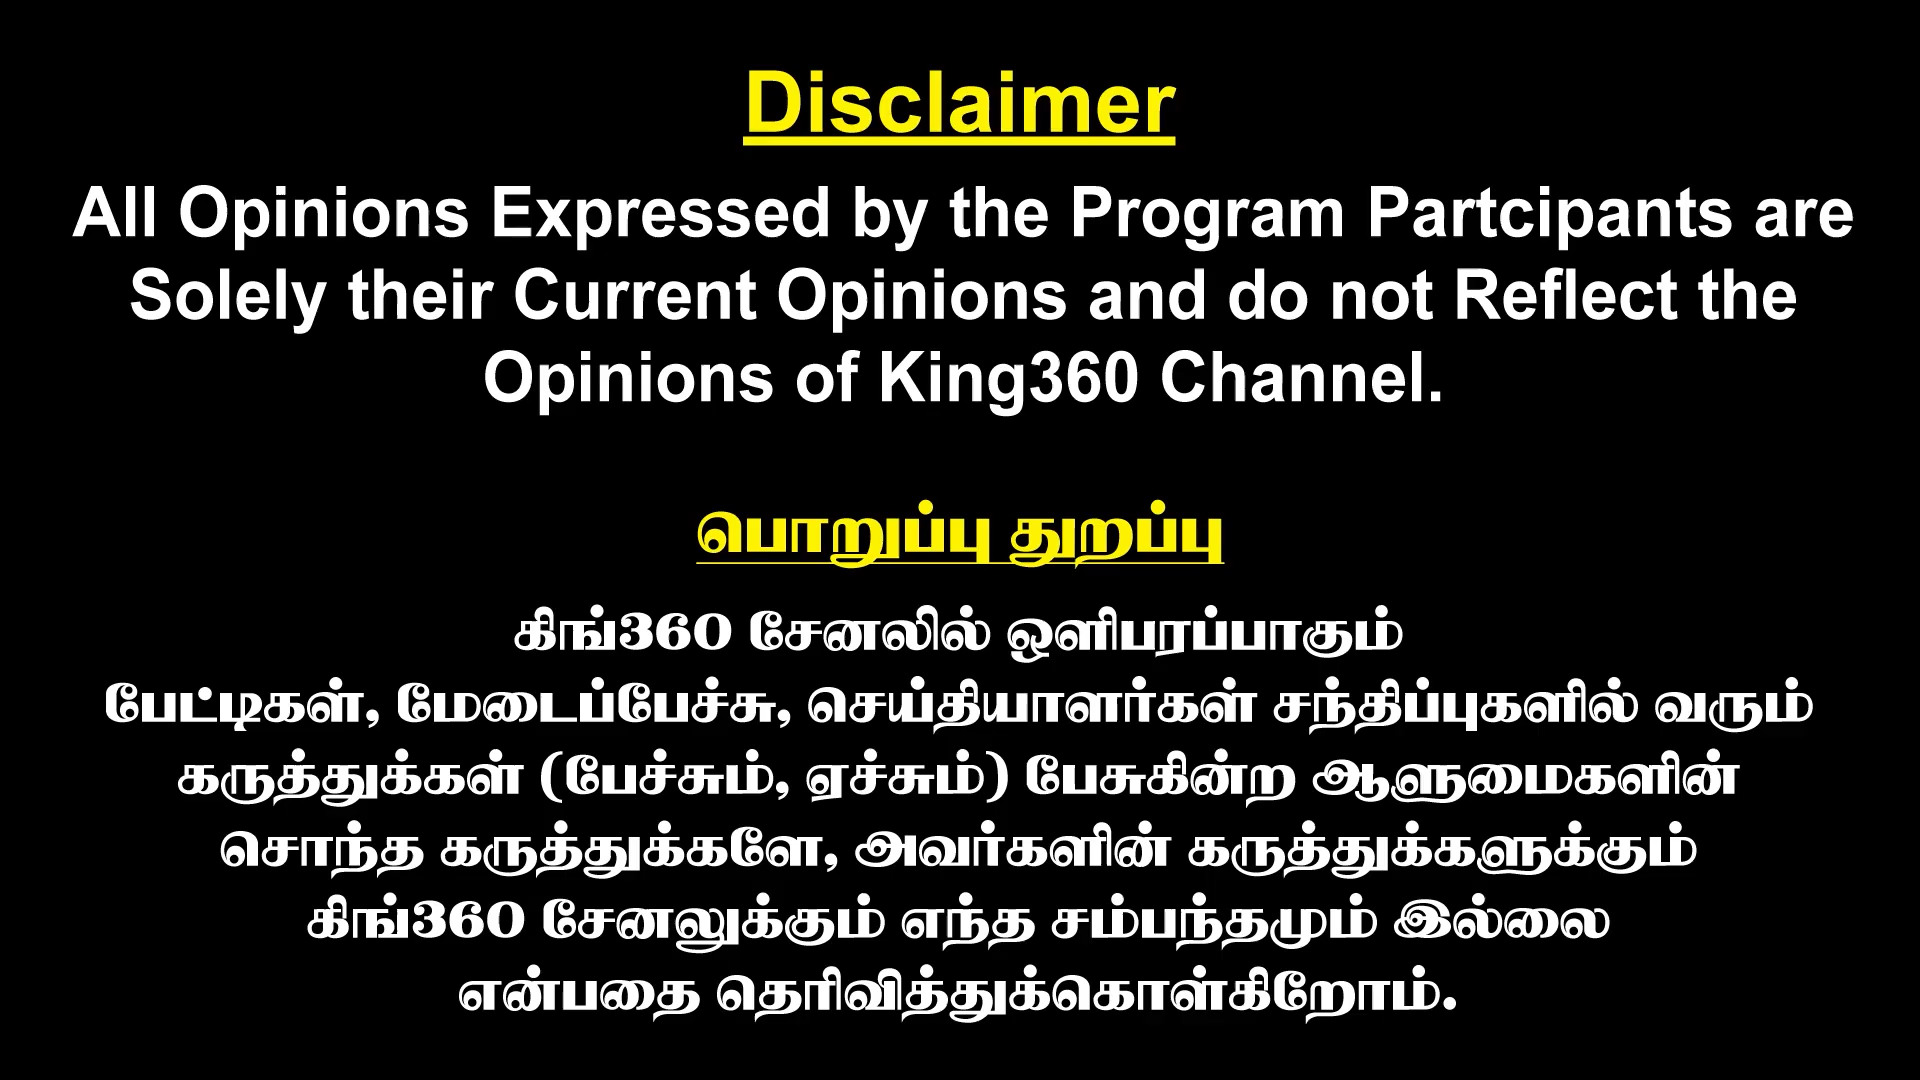 Disclaimer
All Opinions Expressed by the Program Partcipants are
Solely their Current Opinions and do not Reflect the
Opinions of King360 Channel.
பொறுப்பு துறப்பு
கிங்360 சேனலில் ஒளிபரப்பாகும்
பேட்டிகள், மேடைப்பேச்சு, செய்தியாளர்கள் சந்திப்புகளில் வரும்
கருத்துக்கள் (பேச்சும், ஏச்சும்) பேசுகின்ற ஆளுமைகளின்
சொந்த கருத்துக்களே, அவர்களின் கருத்துக்களுக்கும்
கிங்360 சேனலுக்கும் எந்த சம்பந்தமும் இல்லை
என்பதை தெரிவித்துக்கொள்கிறோம்.